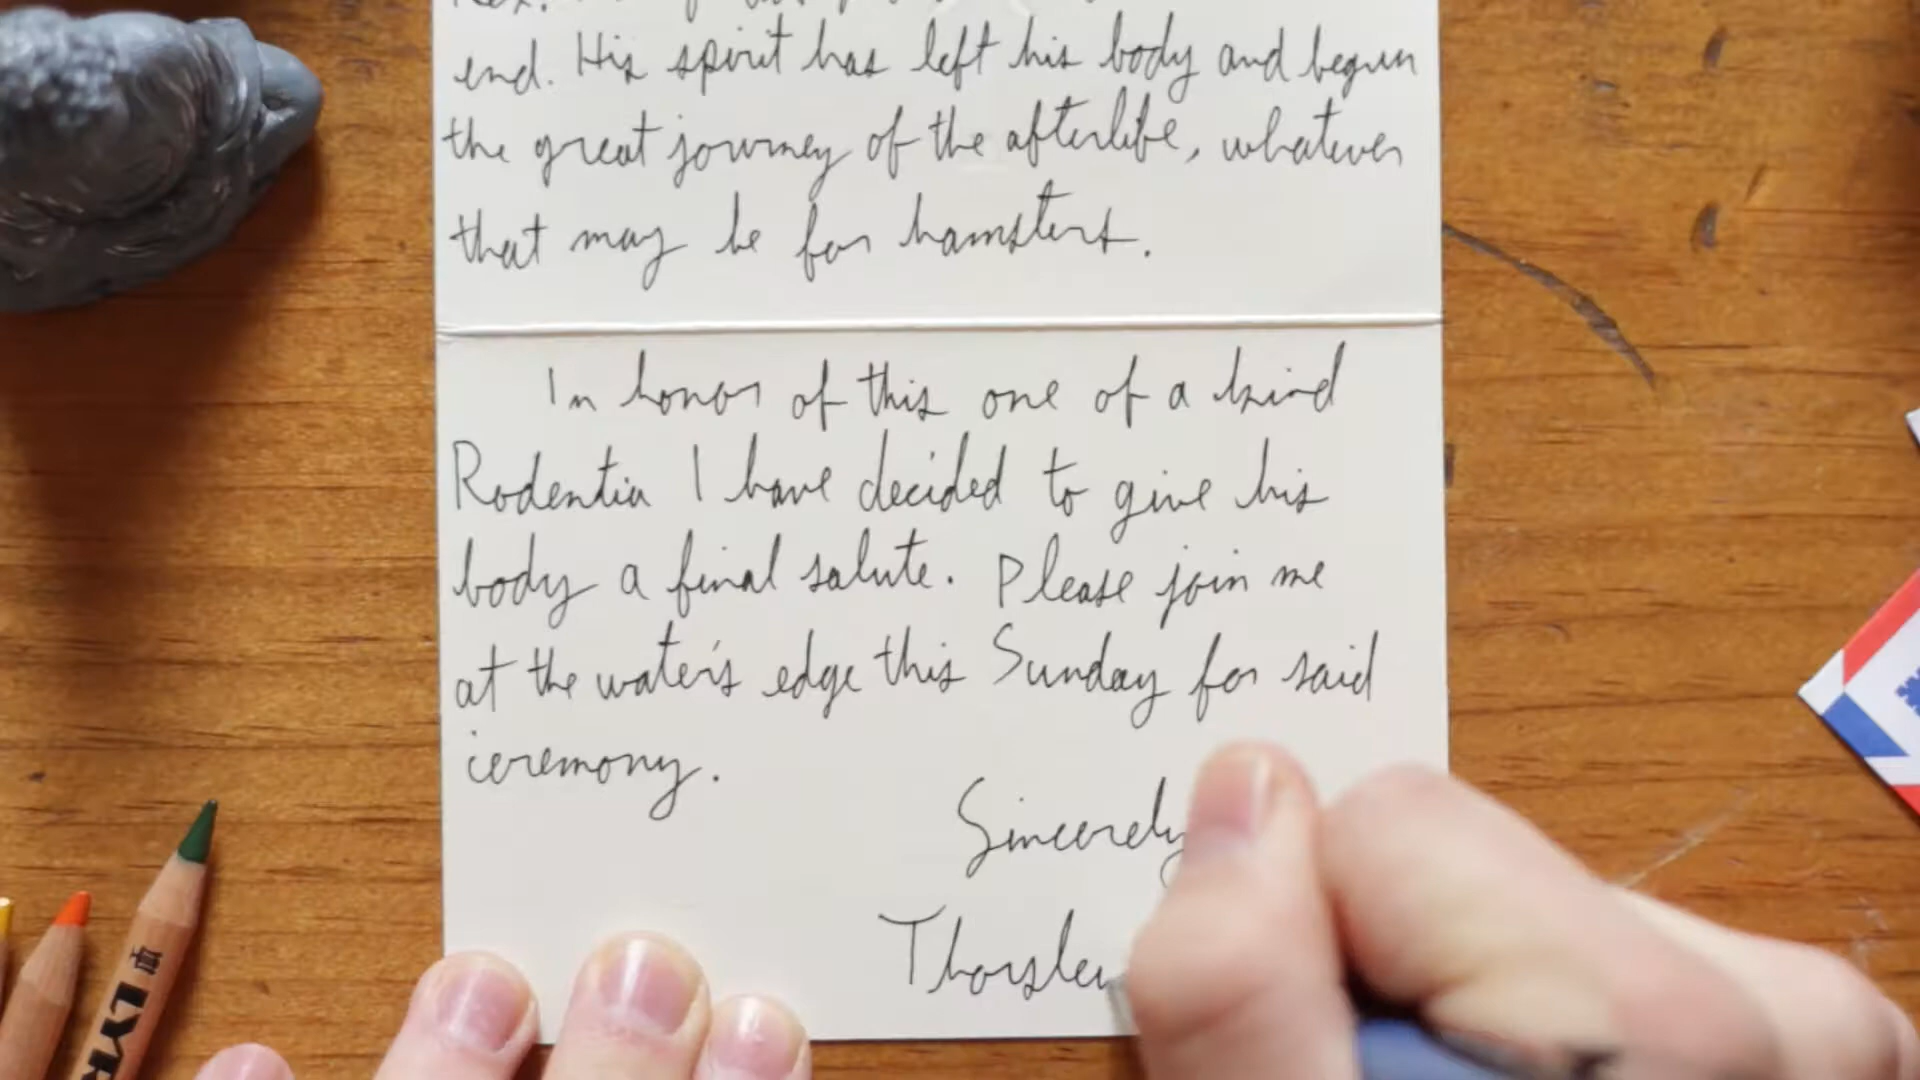 end. His spirit has left his body and begun
the great journey of the afterlife, whatever
that may be for hamsters.
In honor of this one of a kind
Rodentia I have decided to give his
body a final salute. Please join me
at the water's edge this Sunday for said
ceremony.
Sincerely
Thorsten
LYR